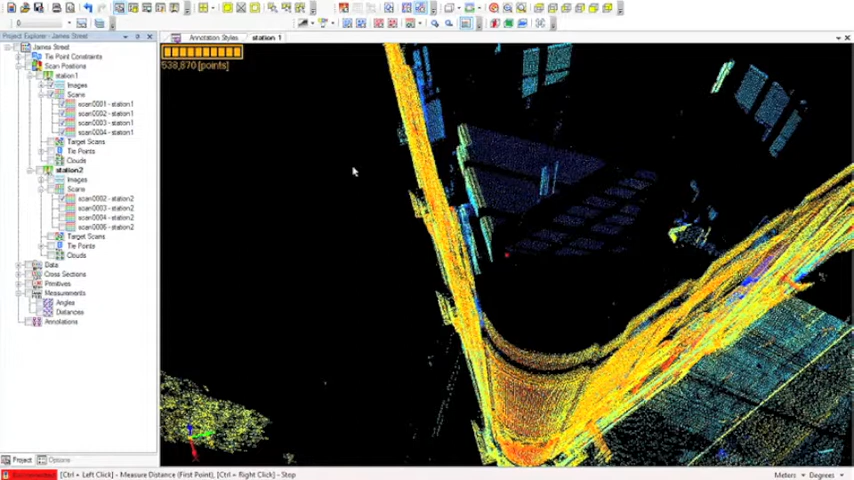 0
Project Explorer - James Street
Annotation Styles
station 1
James Street
Tie Point Constraints
Scan Positions
station1
Images
Scans
scan0001 - station1
scan0002 - station1
scan0003 - station1
scan0004 - station1
Target Scans
Tie Points
Clouds
station2
Images
Scans
scan0002 - station2
scan0003 - station2
scan0004 - station2
scan0005 - station2
Target Scans
Tie Points
Clouds
Data
Cross Sections
Primitives
Measurements
Angles
Distances
Annotations
538,870 [points]
Project
Options
[Ctrl + Left Click] - Measure Distance (First Point), [Ctrl + Right Click] - Stop
Meters
Degrees